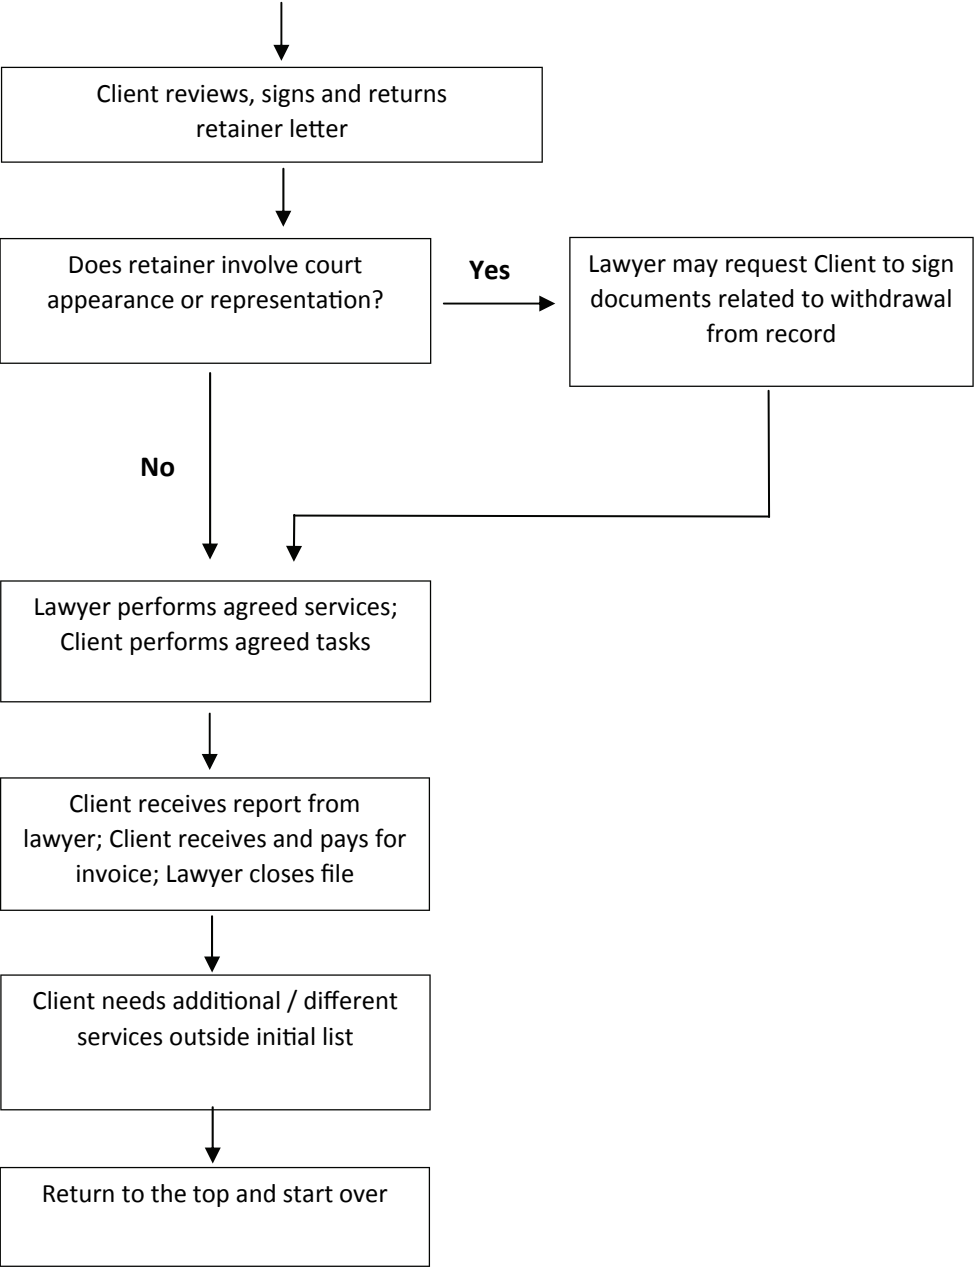 Client reviews, signs and returns
retainer letter
Does retainer involve court
appearance or representation?
Yes
Lawyer may request Client to sign
documents related to withdrawal
from record
No
Lawyer performs agreed services;
Client performs agreed tasks
Client receives report from
lawyer; Client receives and pays for
invoice; Lawyer closes file
Client needs additional / different
services outside initial list
Return to the top and start over